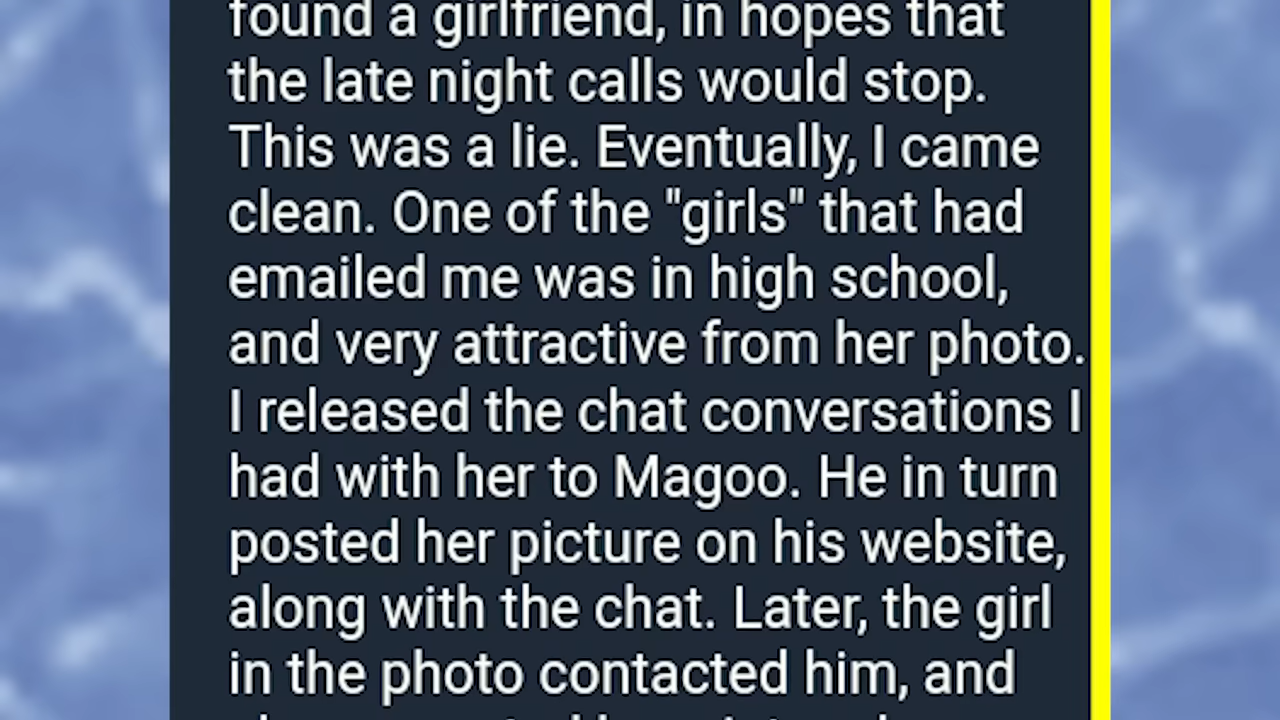 found a girlfriend, in hopes that
the late night calls would stop.
This was a lie. Eventually, I came
clean. One of the "girls" that had
emailed me was in high school,
and very attractive from her photo.
I released the chat conversations I
had with her to Magoo. He in turn
posted her picture on his website,
along with the chat. Later, the girl
in the photo contacted him, and